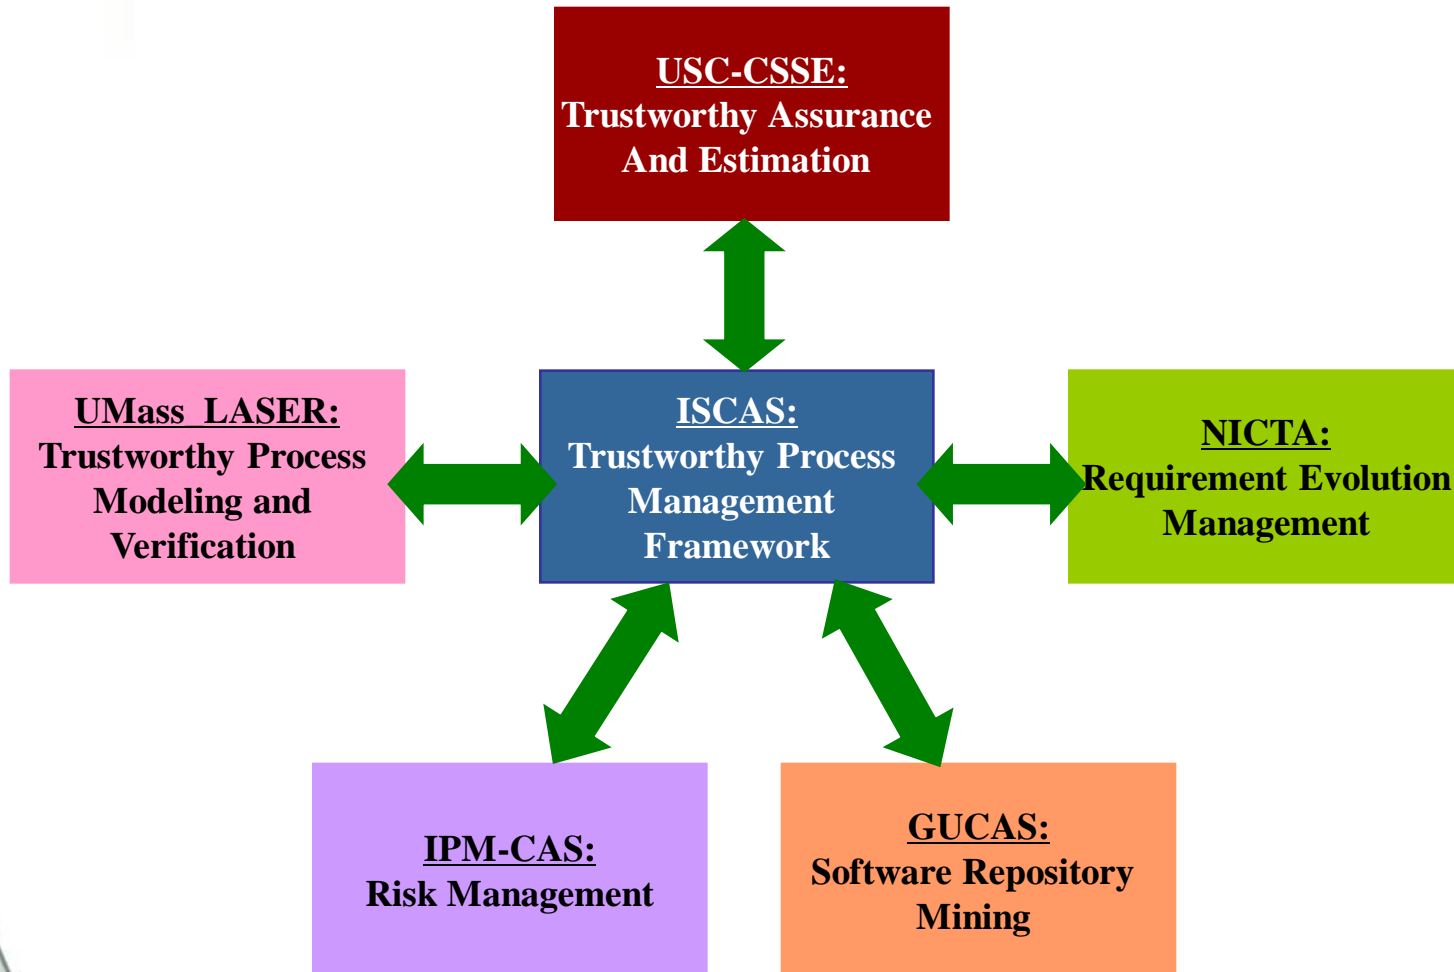 USC-CSSE:
Trustworthy Assurance
And Estimation
UMass LASER:
Trustworthy Process
Modeling and
Verification
ISCAS:
Trustworthy Process
Management
Framework
NICTA:
Requirement Evolution
Management
IPM-CAS:
Risk Management
GUCAS:
Software Repository
Mining